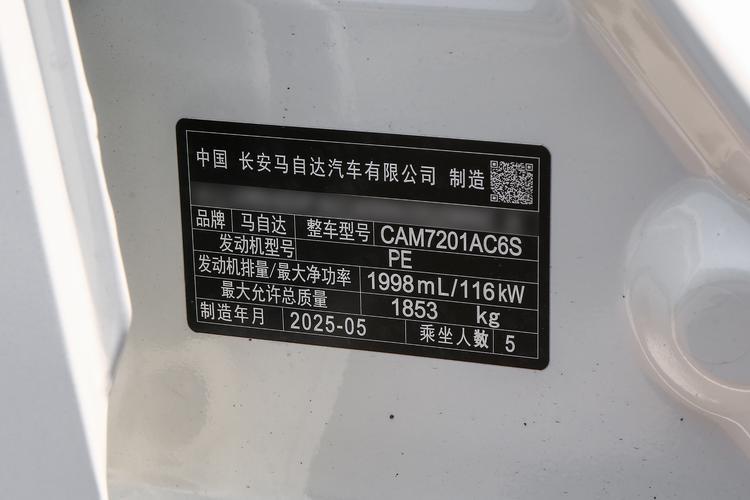 中国 长安马自达汽车有限公司 制造
品牌 马自达 整车型号 CAM7201AC6S
发动机型号 PE
发动机排量/最大净功率 1998mL/116kW
最大允许总质量 1853 kg
制造年月 2025-05 乘坐人数 5